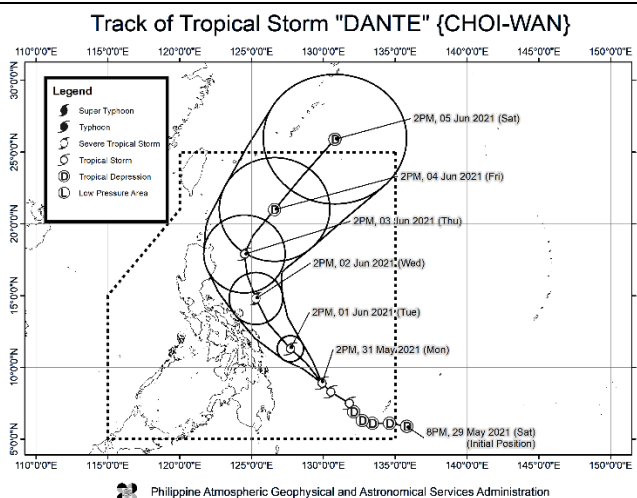 Track of Tropical Storm "DANTE" {CHOI-WAN}
110°0'0"E 115°0'0"E 120°0'0"E 125°0'0"E 130°0'0"E 135°0'0"E 140°0'0"E 145°0'0"E 150°0'0"E
30°0'0"N
25°0'0"N
20°0'0"N
15°0'0"N
10°0'0"N
5°0'0"N
Legend
Super Typhoon
Typhoon
Severe Tropical Storm
Tropical Storm
D Tropical Depression
L Low Pressure Area
2PM, 05 Jun 2021 (Sat)
2PM, 04 Jun 2021 (Fri)
2PM, 03 Jun 2021 (Thu)
2PM, 02 Jun 2021 (Wed)
2PM, 01 Jun 2021 (Tue)
2PM, 31 May 2021 (Mon)
8PM, 29 May 2021 (Sat)
(Initial Position)
D
D
D D D D D D
110°0'0"E 115°0'0"E 120°0'0"E 125°0'0"E 130°0'0"E 135°0'0"E 140°0'0"E 145°0'0"E 150°0'0"E
Philippine Atmospheric Geophysical and Astronomical Services Administration